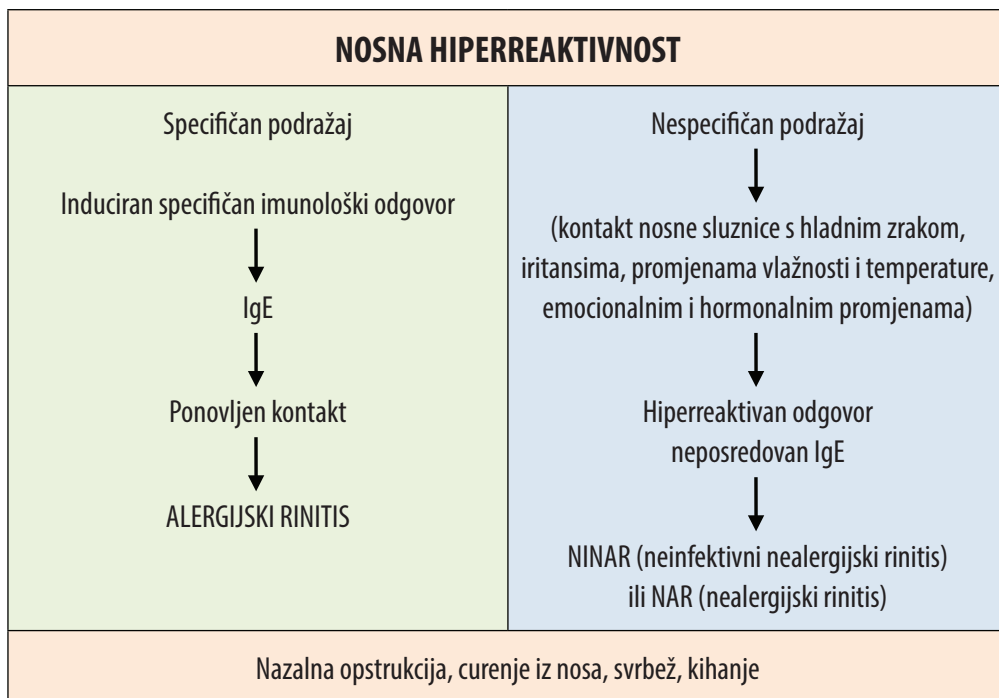 NOSNA HIPERREAKTIVNOST
Specifičan podražaj
Induciran specifičan imunološki odgovor
IgE
Ponovljen kontakt
ALERGIJSKI RINITIS
Nespecifičan podražaj
(kontakt nosne sluznice s hladnim zrakom,
iritansima, promjenama vlažnosti i temperature,
emocionalnim i hormonalnim promjenama)
Hiperreaktivan odgovor
neposredovan IgE
NINAR (neinfektivni nealergijski rinitis)
ili NAR (nealergijski rinitis)
Nazalna opstrukcija, curenje iz nosa, svrbež, kihanje